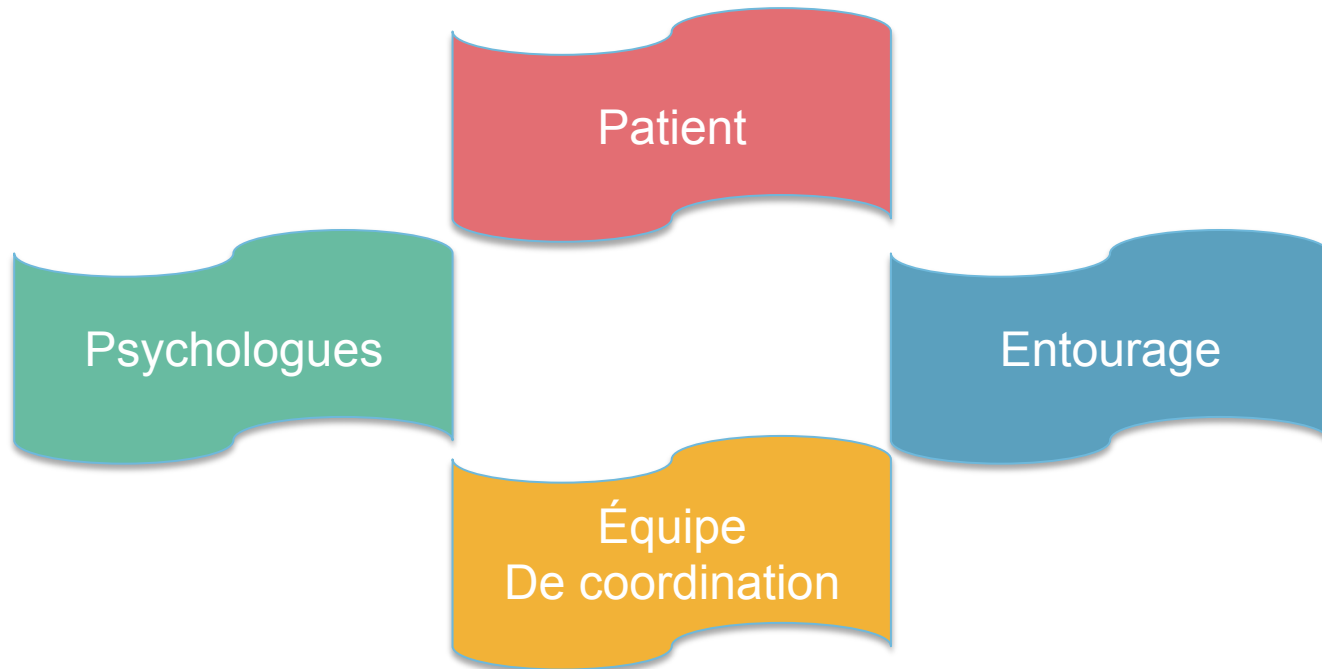 Patient
Psychologues
Entourage
Équipe
De coordination